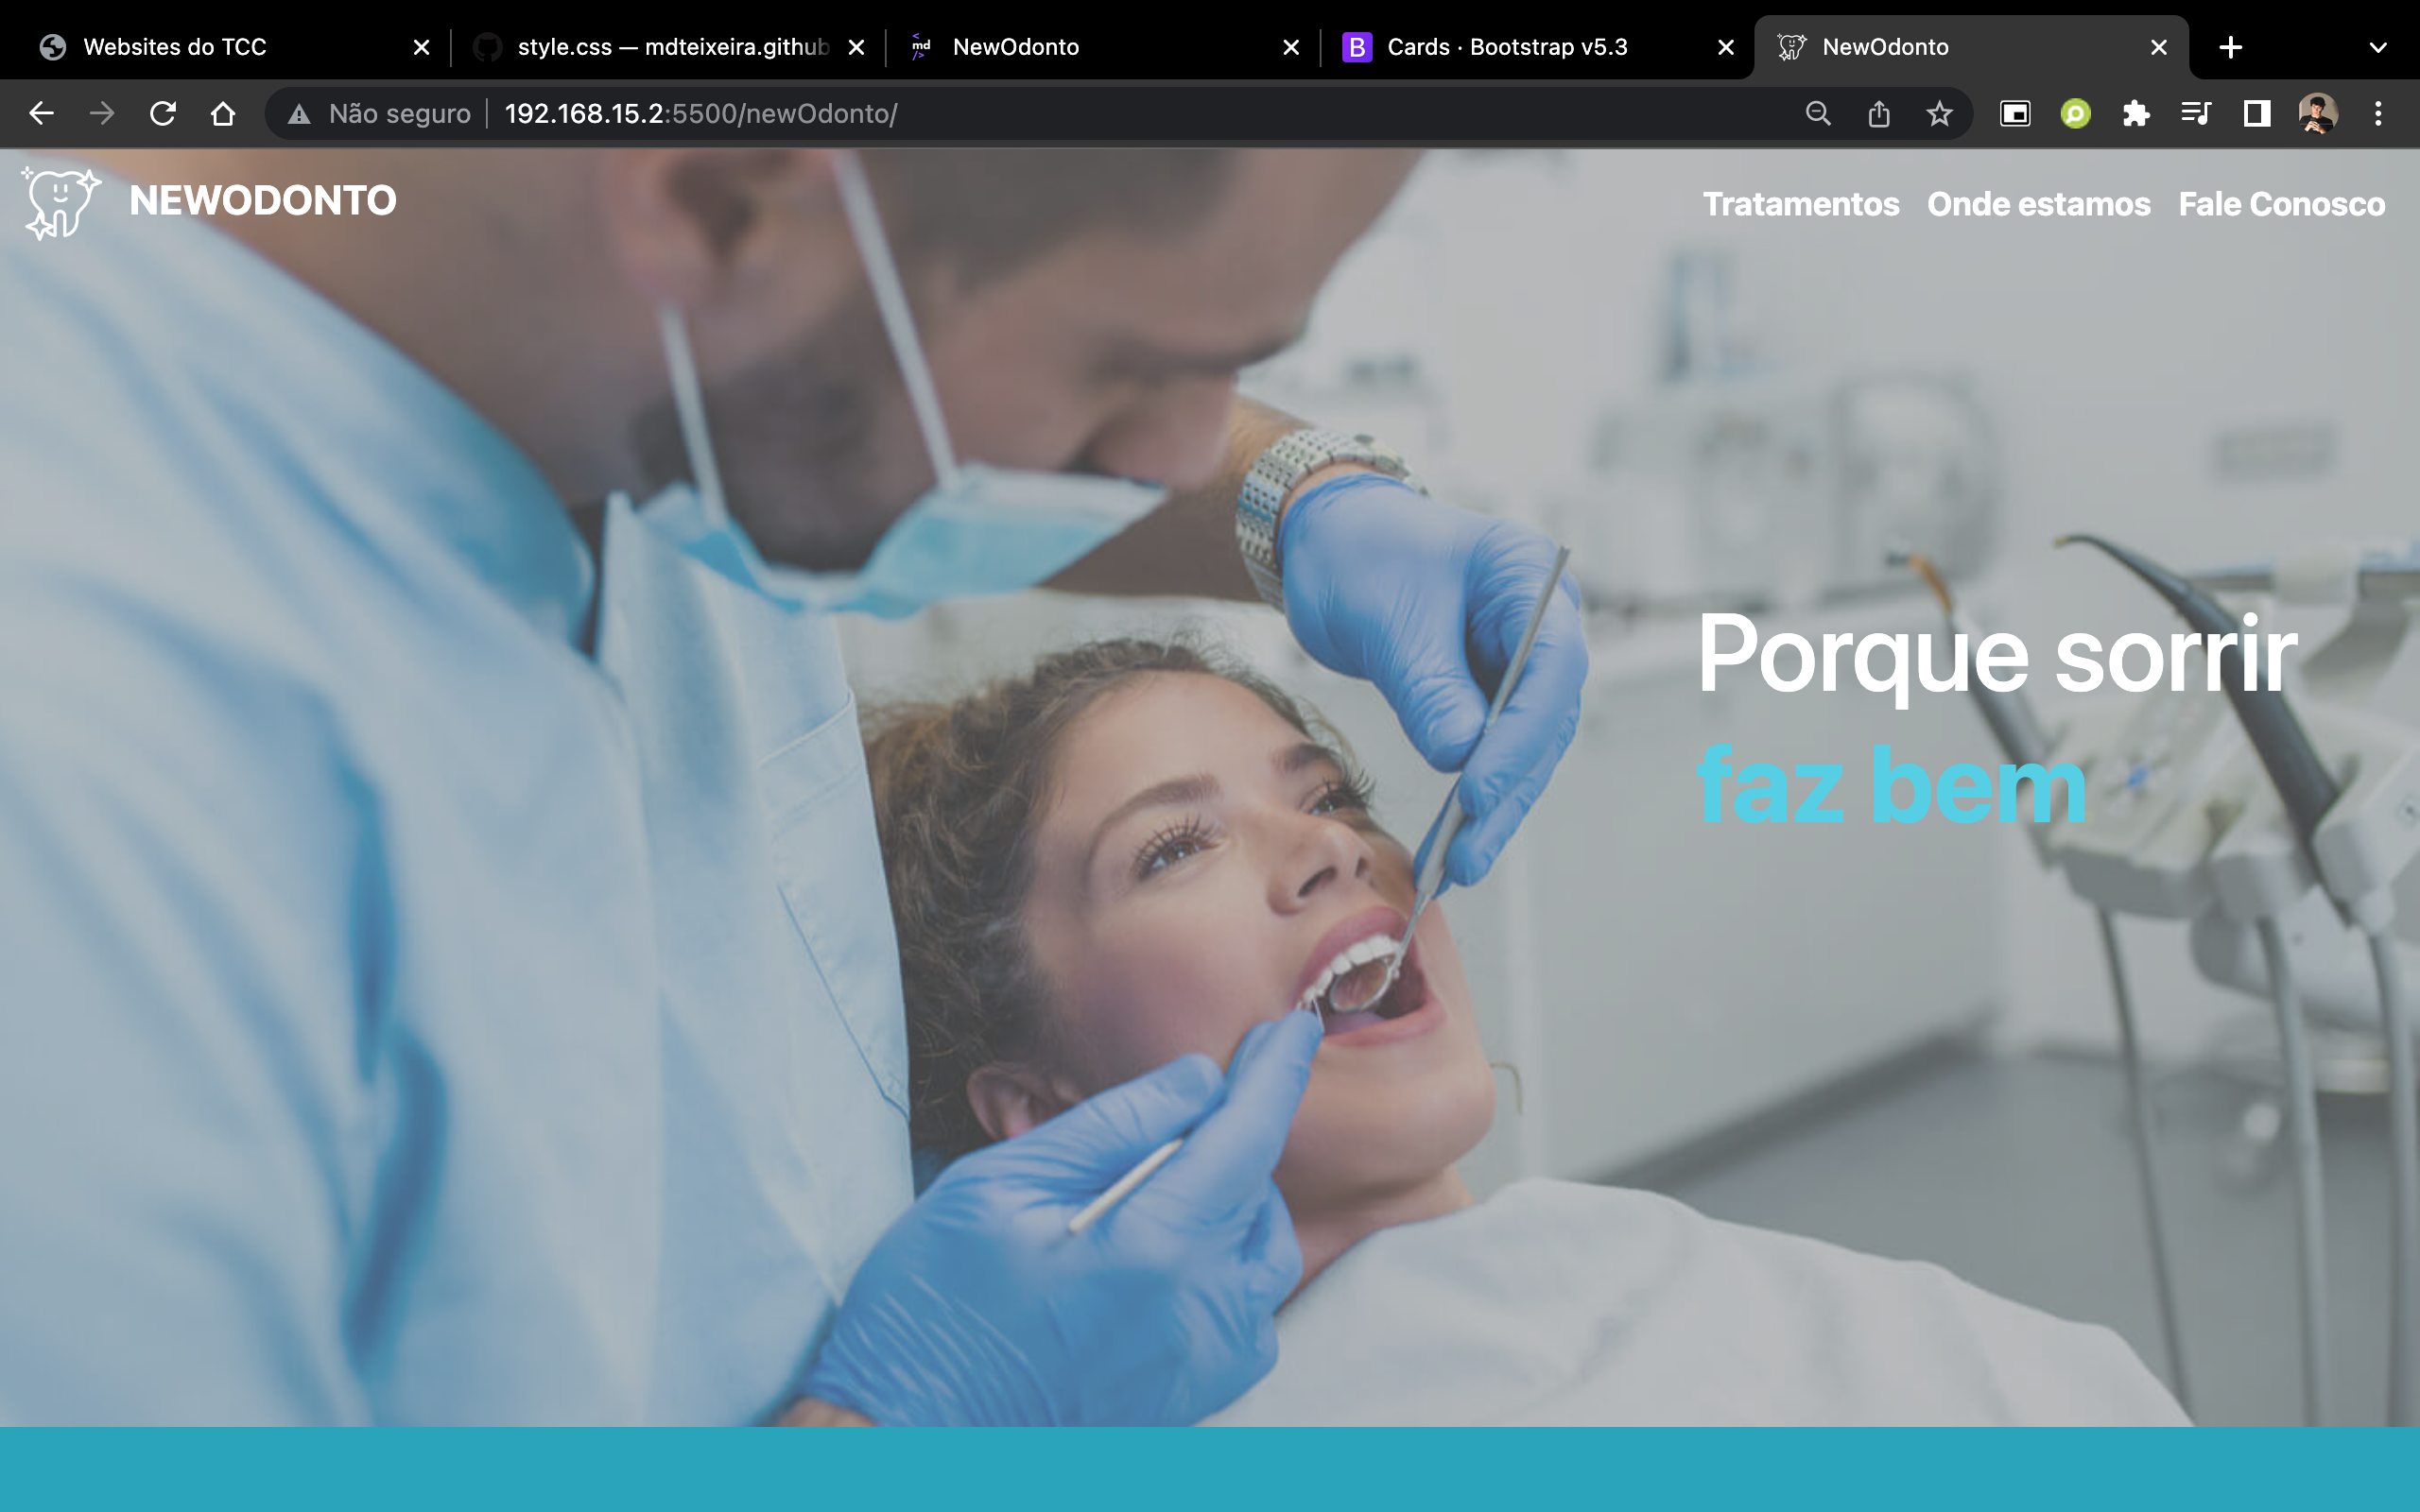 Websites do TCC
style.css — mdteixeira.github
<md/> NewOdonto
B Cards · Bootstrap v5.3
NewOdonto
Não seguro 192.168.15.2:5500/newOdonto/
NEWODONTO
Tratamentos Onde estamos Fale Conosco
Porque sorrir
faz bem